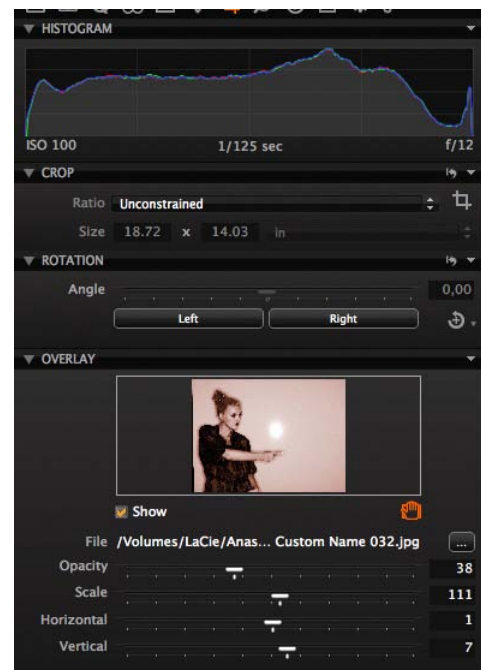 HISTOGRAM
ISO 100 1/125 sec f/12
CROP
Ratio Unconstrained
Size 18.72 x 14.03 in
ROTATION
Angle 0,00
Left Right
OVERLAY
Show
File /Volumes/LaCie/Anas... Custom Name 032.jpg ...
Opacity 38
Scale 111
Horizontal 1
Vertical 7